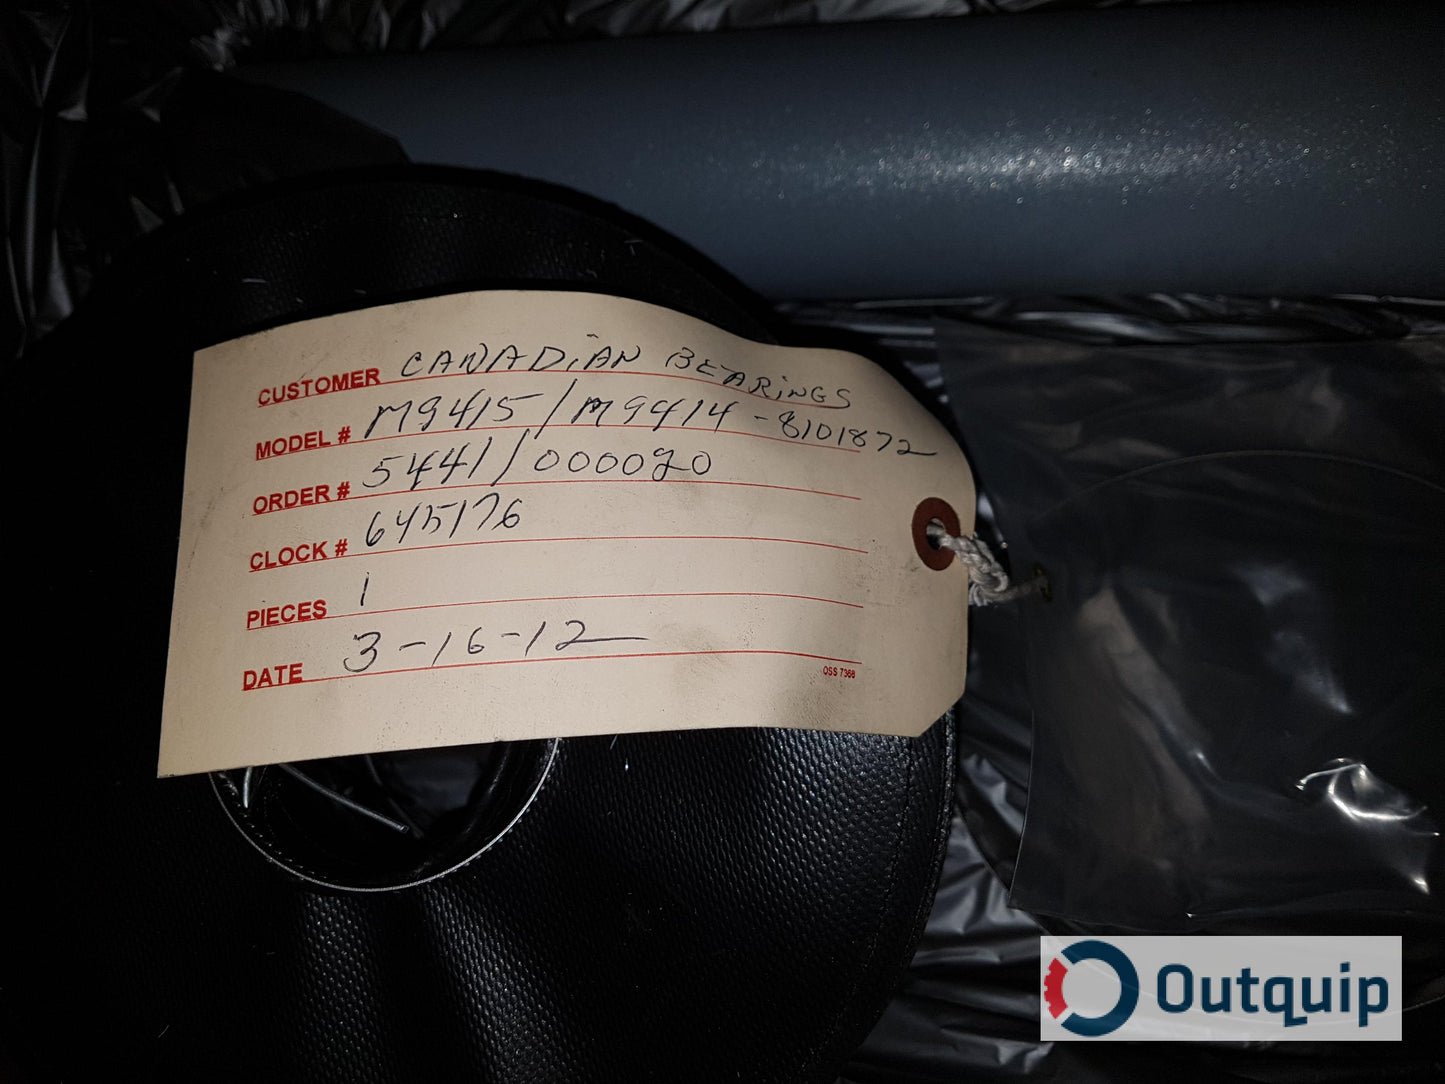 CUSTOMER CANADiAN BEARiNGS
MODEL # M9415/M9414-8101872
ORDER # 5441/000020
CLOCK # 645176
PIECES 1
DATE 3-16-12
OSS 7368
Outquip